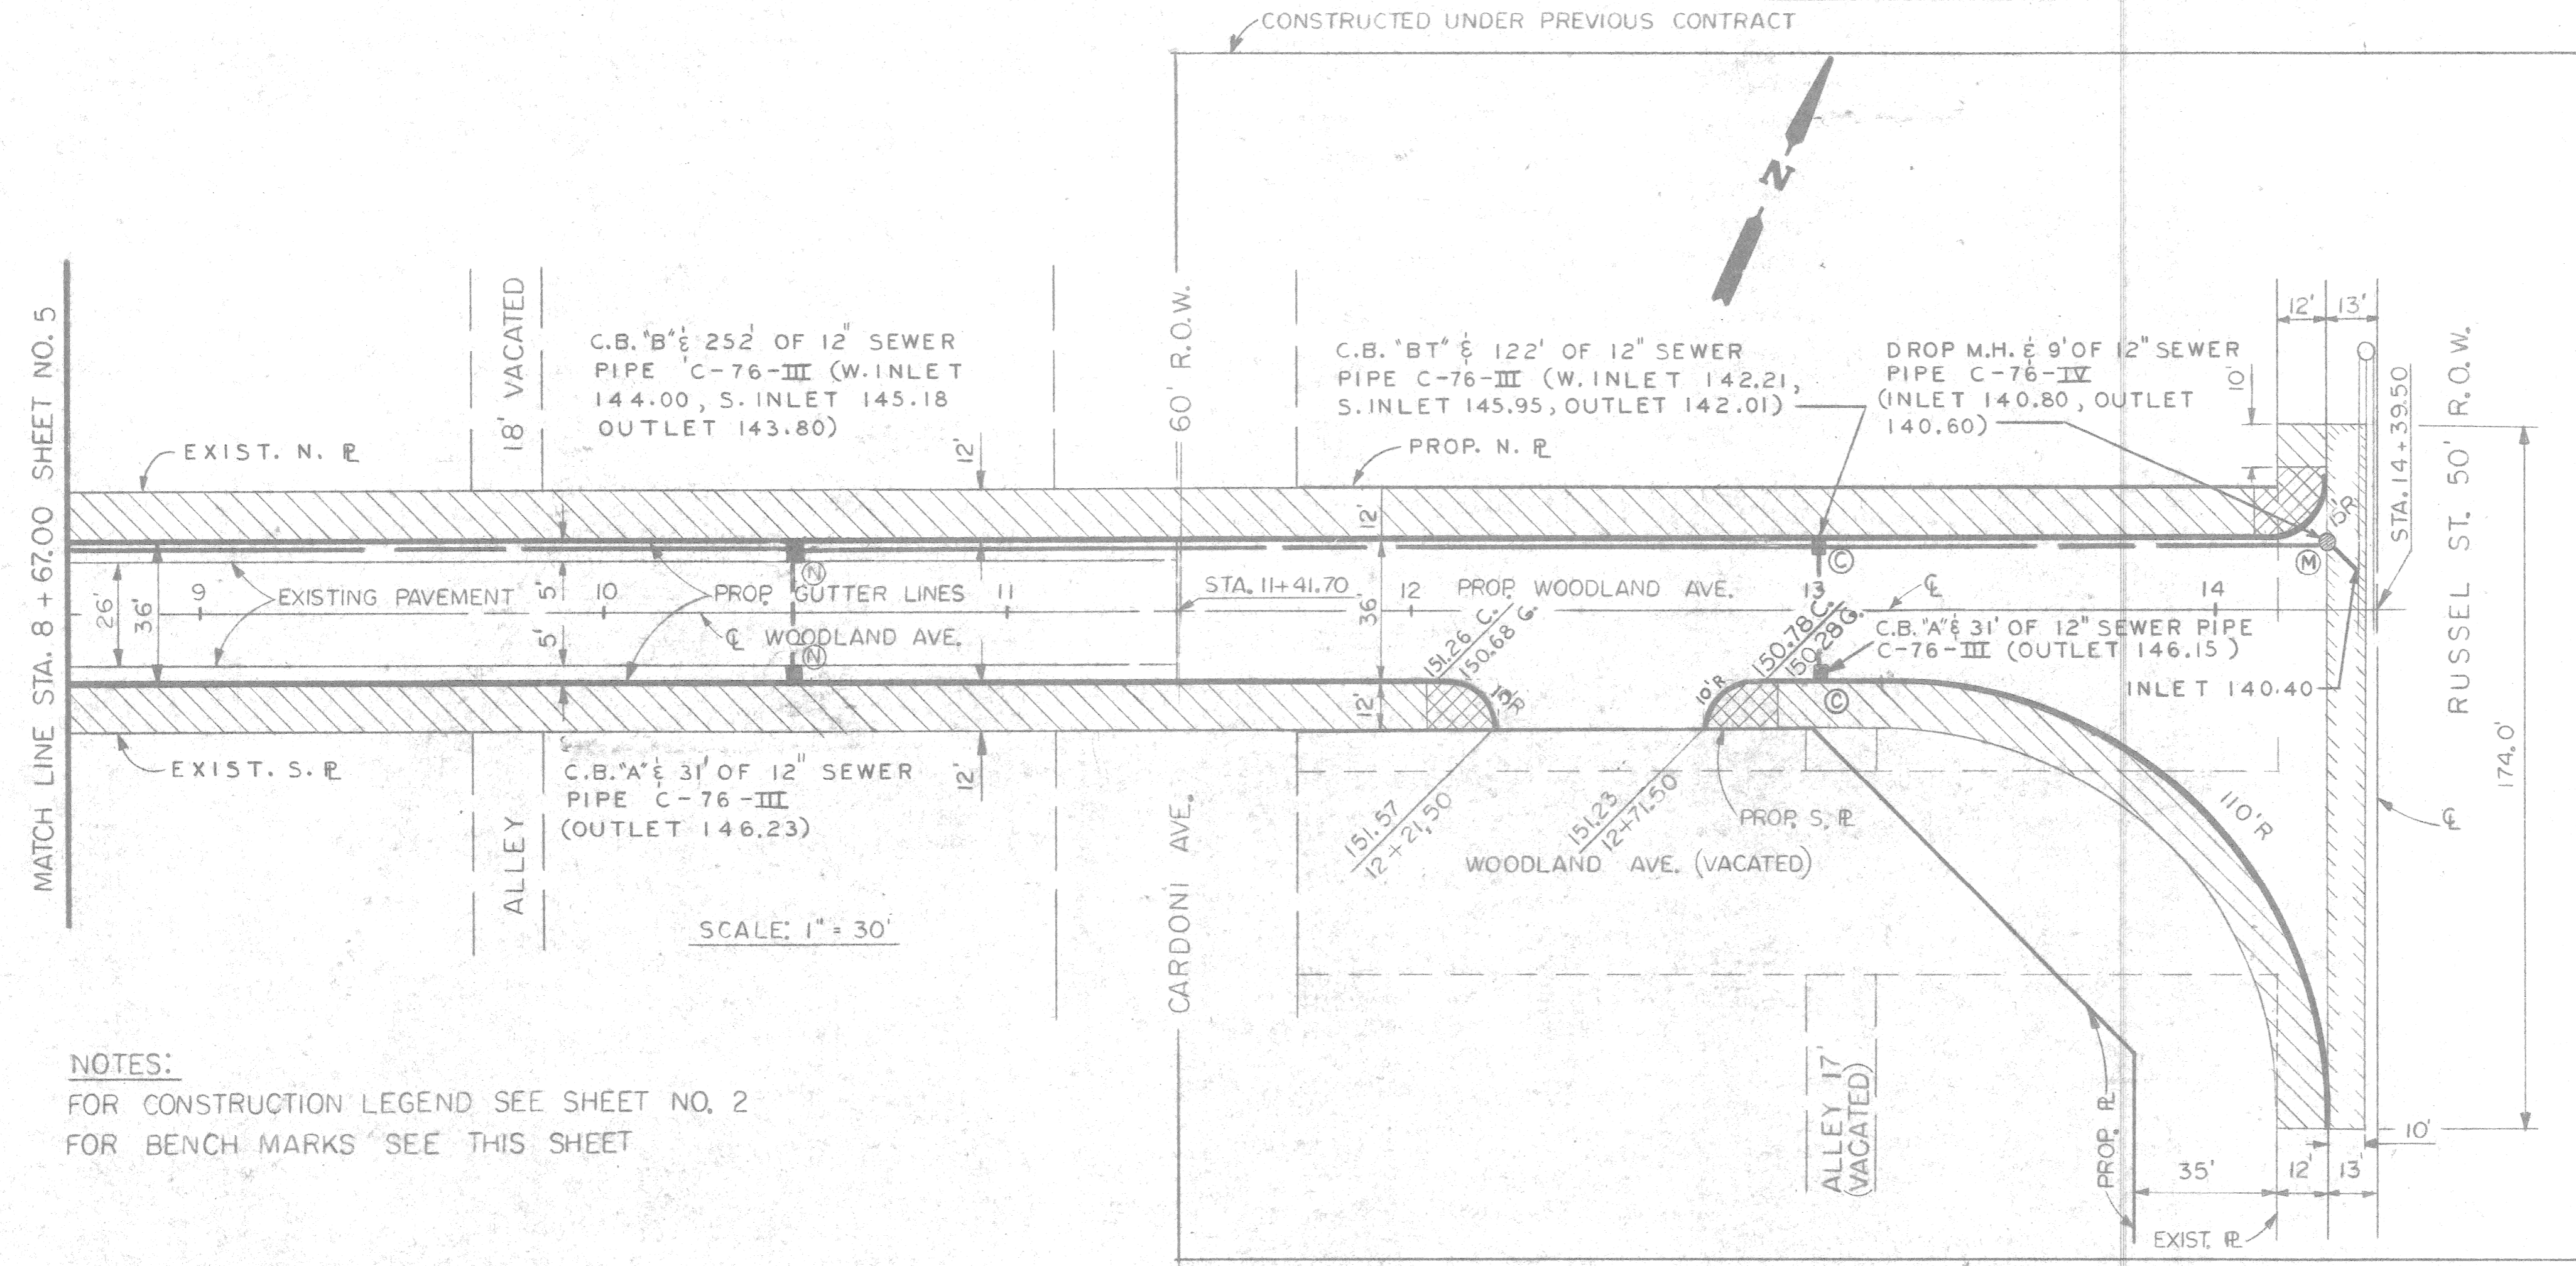 CONSTRUCTED UNDER PREVIOUS CONTRACT
N
MATCH LINE STA. 8 + 67.00 SHEET NO. 5
18' VACATED
C.B. "B" & 252' OF 12" SEWER
PIPE C-76-III (W. INLET
144.00, S. INLET 145.18
OUTLET 143.80)
60' R.O.W.
C.B. "BT" & 122' OF 12" SEWER
PIPE C-76-III (W. INLET 142.21,
S. INLET 145.95, OUTLET 142.01)
DROP M.H. & 9' OF 12" SEWER
PIPE C-76-IV
(INLET 140.80, OUTLET
140.60)
12'
13'
10'
STA. 14+39.50
RUSSEL ST. 50' R.O.W.
EXIST. N. PL
12'
PROP. N. PL
12'
15'R
M
N
C
26'
36'
9
EXISTING PAVEMENT
5'
10
PROP. GUTTER LINES
11
STA. 11+41.70
36'
12
PROP. WOODLAND AVE.
13
CL
14
5'
CL WOODLAND AVE.
N
151.26 C.
150.68 G.
150.78 C.
150.28 G.
C.B. "A" & 31' OF 12" SEWER PIPE
C-76-III (OUTLET 146.15)
INLET 140.40
12'
10'R
10'R
C
EXIST. S. PL
C.B. "A" & 31' OF 12" SEWER
PIPE C-76-III
(OUTLET 146.23)
12'
ALLEY
CARDONI AVE.
151.57
12+21.50
151.23
12+71.50
PROP. S. PL
WOODLAND AVE. (VACATED)
110'R
CL
174.0'
SCALE: 1" = 30'
ALLEY 17'
(VACATED)
PROP. PL
35'
12'
13'
10'
EXIST. PL
NOTES:
FOR CONSTRUCTION LEGEND SEE SHEET NO. 2
FOR BENCH MARKS SEE THIS SHEET